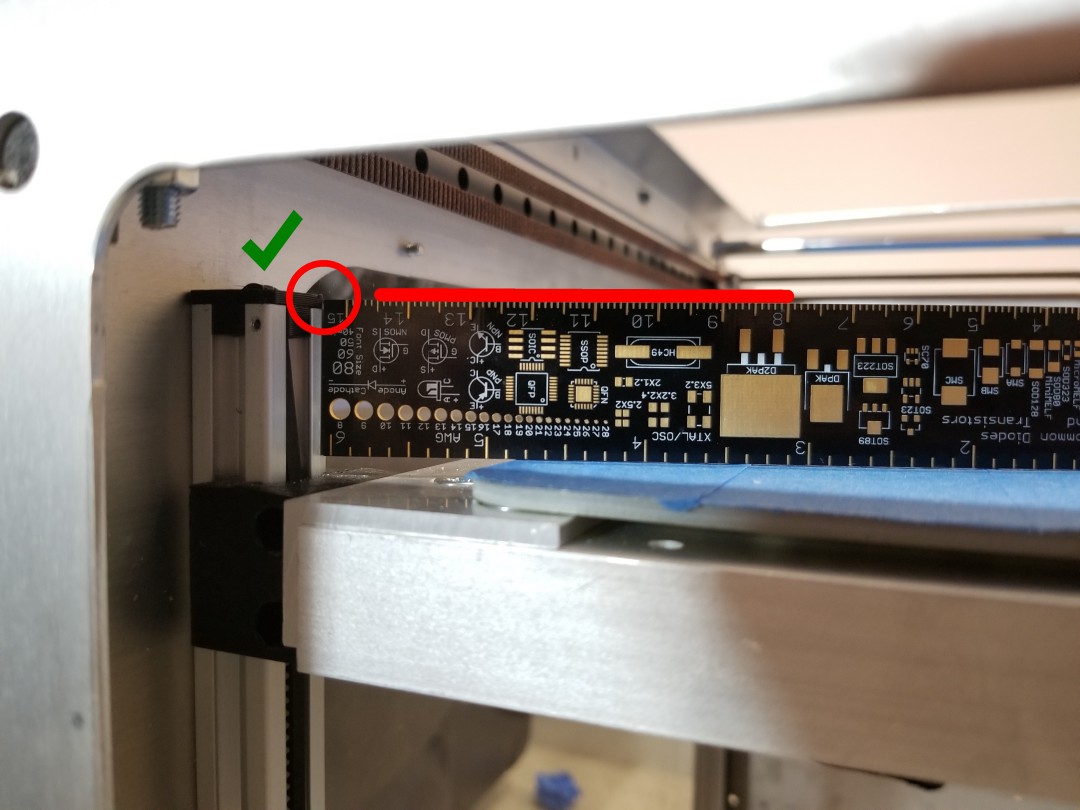 15 14 13 12 11 10 9 8 7 6 5 4
40
50
60
80
Font Size
NMOS
S
G
D
PMOS
D
G
S
NPN
E
B
C
PNP
C
B
E
SOIC
SSOP
HC49
D2PAK
DPAK
SOT223
SC70
SMC
SMB
SMA
SOD123
SOD323
SOD128
SOD80
MiniMELF
QFP
QFN
2X1.2
2.5X2
3.2X2.4
5X3.2
SOT23
SOT89
Cathode
Anode
8 9 10 11 12 13 14 15 16 17 18 19 20 21 22 23 24 25 26 27 28
AWG
XTAL/OSC
Transistors
Diodes
6 5 4 3 2